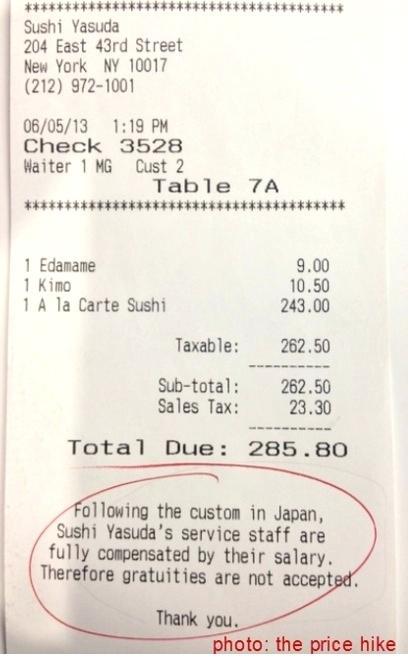 ***************************************
Sushi Yasuda
204 East 43rd Street
New York NY 10017
(212) 972-1001
06/05/13 1:19 PM
Check 3528
Waiter 1 MG Cust 2
Table 7A
***************************************
1 Edamame 9.00
1 Kimo 10.50
1 A la Carte Sushi 243.00
Taxable: 262.50
----------
Sub-total: 262.50
Sales Tax: 23.30
----------
Total Due: 285.80
Following the custom in Japan,
Sushi Yasuda's service staff are
fully compensated by their salary.
Therefore gratuities are not accepted.
Thank you.
photo: the price hike